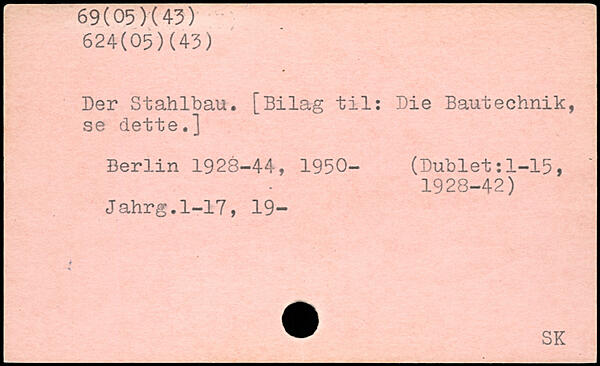 69(05)(43)
624(05)(43)
Der Stahlbau. [Bilag til: Die Bautechnik,
se dette.]
Berlin 1928-44, 1950- (Dublet:1-15,
1928-42)
Jahrg.1-17, 19-
SK